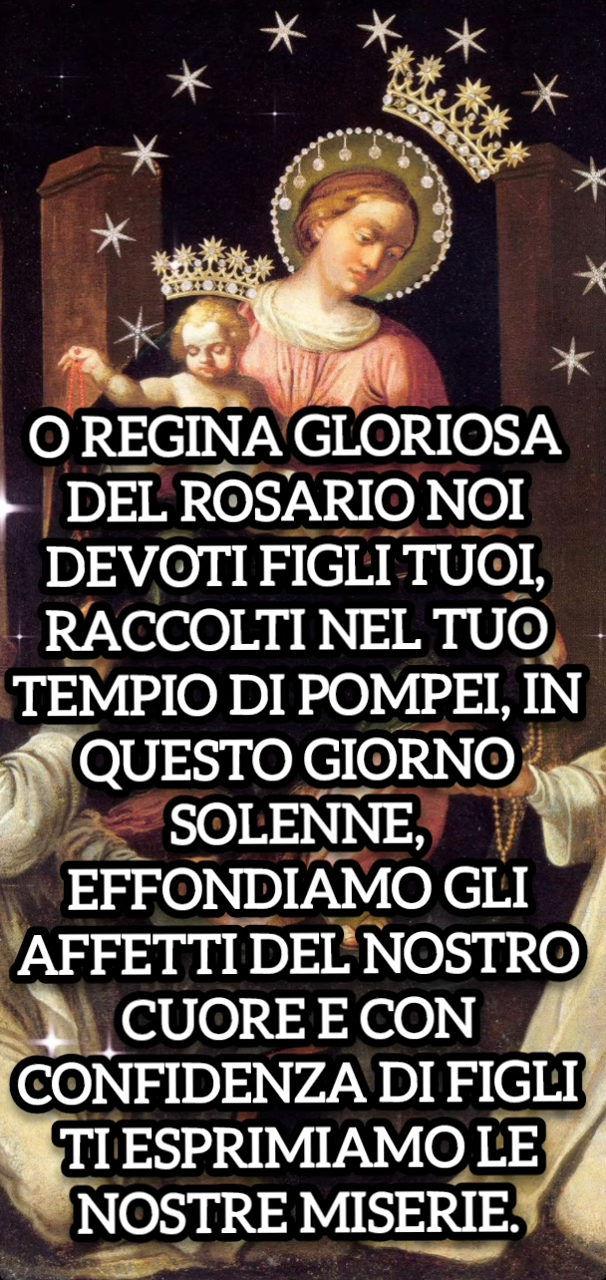 O REGINA GLORIOSA
DEL ROSARIO NOI
DEVOTI FIGLI TUOI,
RACCOLTI NEL TUO
TEMPIO DI POMPEI, IN
QUESTO GIORNO
SOLENNE,
EFFONDIAMO GLI
AFFETTI DEL NOSTRO
CUORE E CON
CONFIDENZA DI FIGLI
TI ESPRIMIAMO LE
NOSTRE MISERIE.